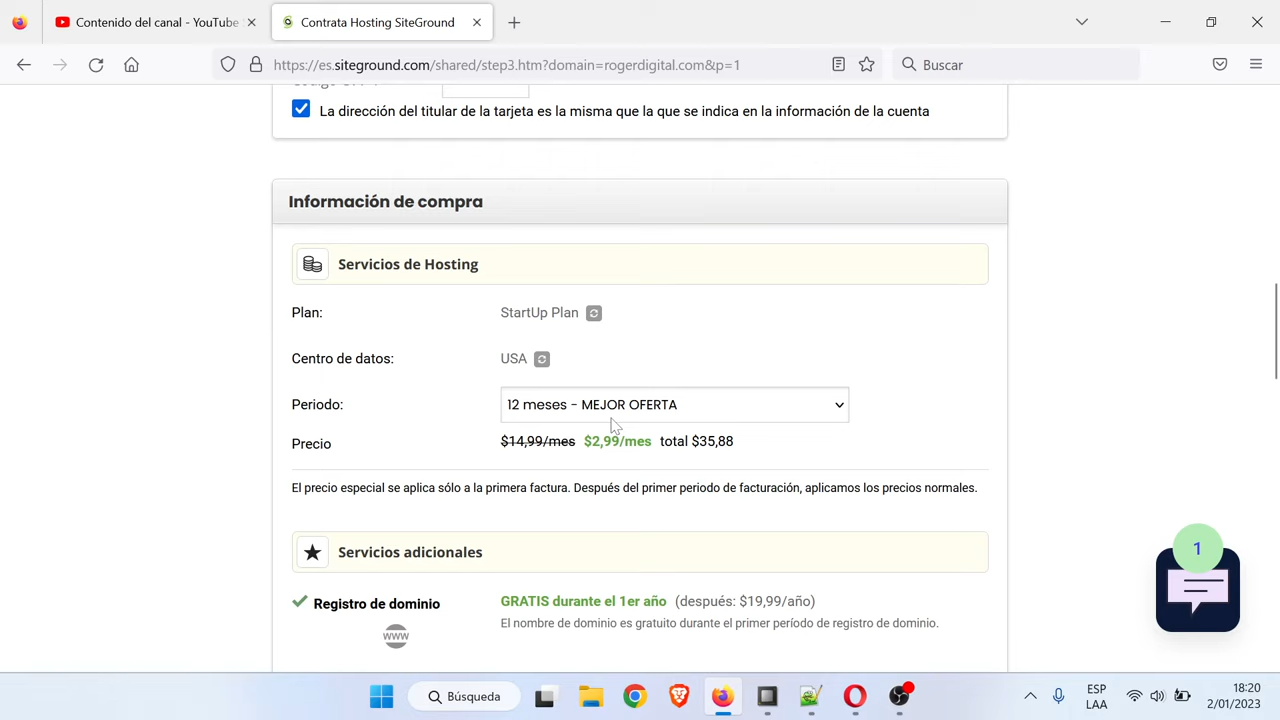 Contenido del canal - YouTube
Contrata Hosting SiteGround
https://es.siteground.com/shared/step3.htm?domain=rogerdigital.com&p=1
Buscar
La dirección del titular de la tarjeta es la misma que la que se indica en la información de la cuenta
Información de compra
Servicios de Hosting
Plan: StartUp Plan
Centro de datos: USA
Periodo: 12 meses - MEJOR OFERTA
Precio $14,99/mes $2,99/mes total $35,88
El precio especial se aplica sólo a la primera factura. Después del primer periodo de facturación, aplicamos los precios normales.
1
Servicios adicionales
Registro de dominio GRATIS durante el 1er año (después: $19,99/año)
El nombre de dominio es gratuito durante el primer período de registro de dominio.
www
Búsqueda
ESP
LAA
18:20
2/01/2023